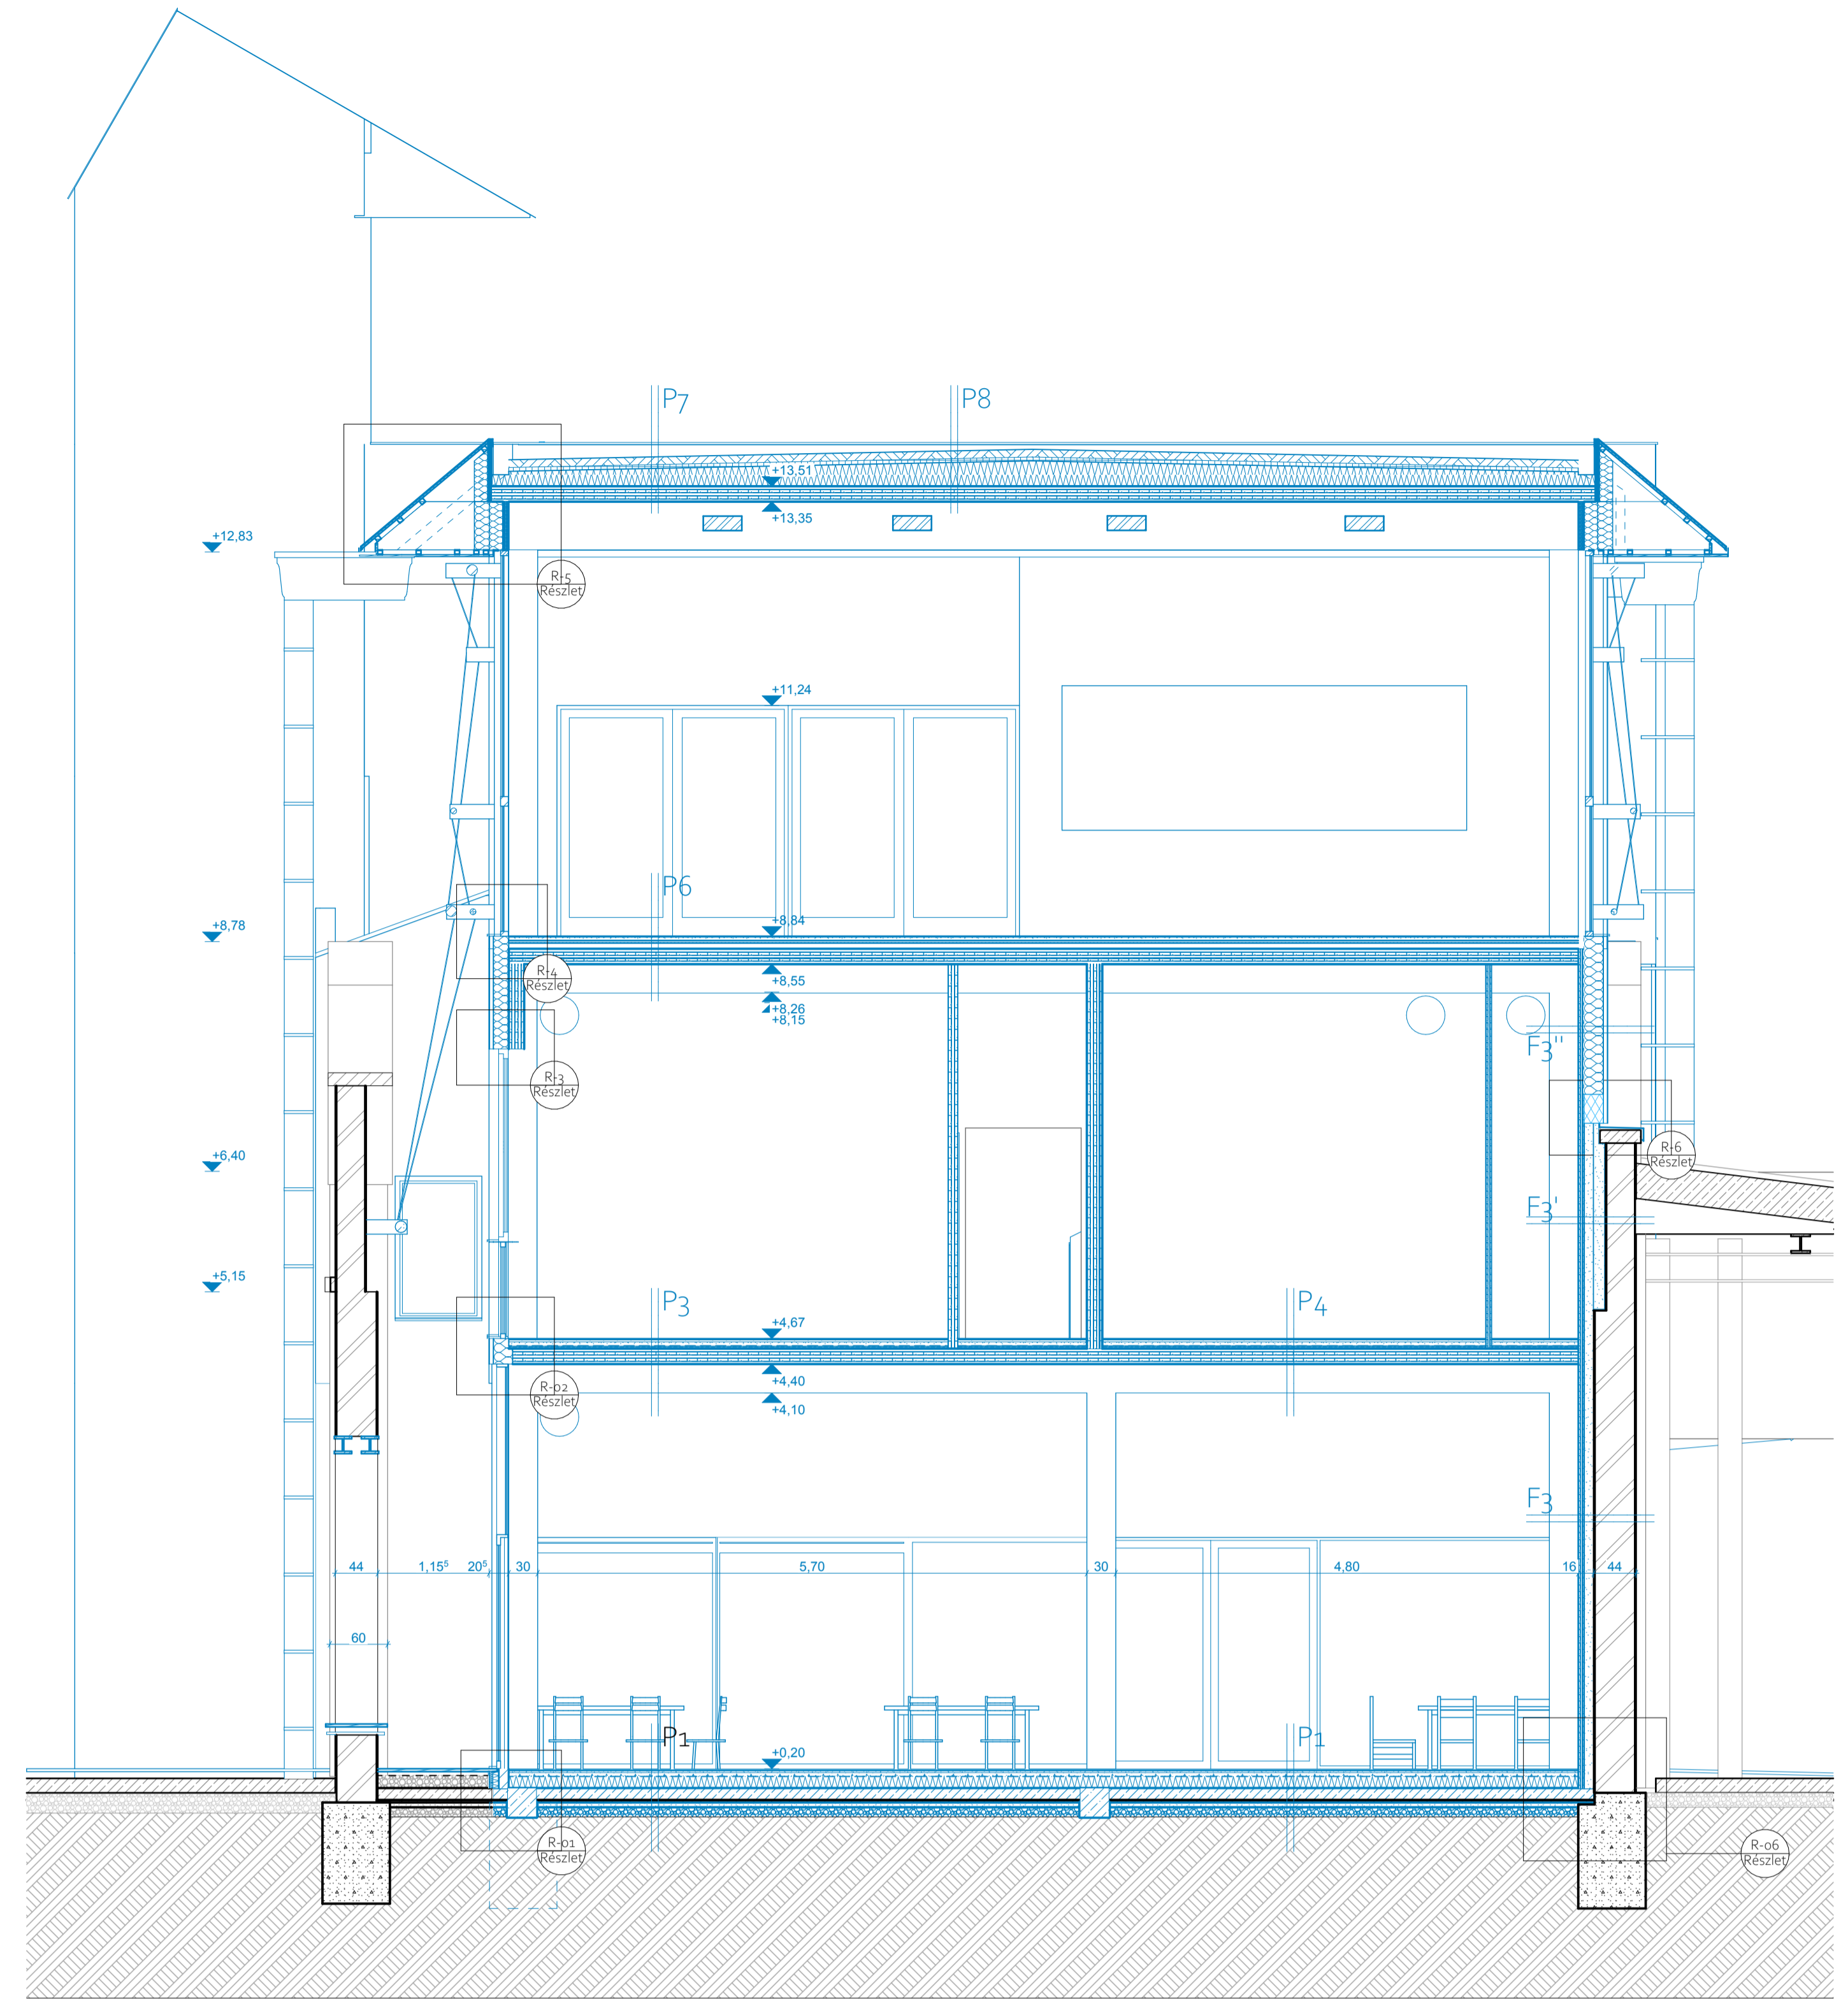 P7
P8
+13,51
+13,35
+12,83
R-5
Részlet
+11,24
P6
+8,84
+8,78
R-4
Részlet
+8,55
+8,26
+8,15
F3''
R-3
Részlet
R-6
Részlet
+6,40
F3'
+5,15
P3
P4
+4,67
+4,40
+4,10
R-02
Részlet
F3
44
1,15⁵
20⁵
30
5,70
30
4,80
16
44
60
P1
P1
+0,20
R-01
Részlet
R-06
Részlet